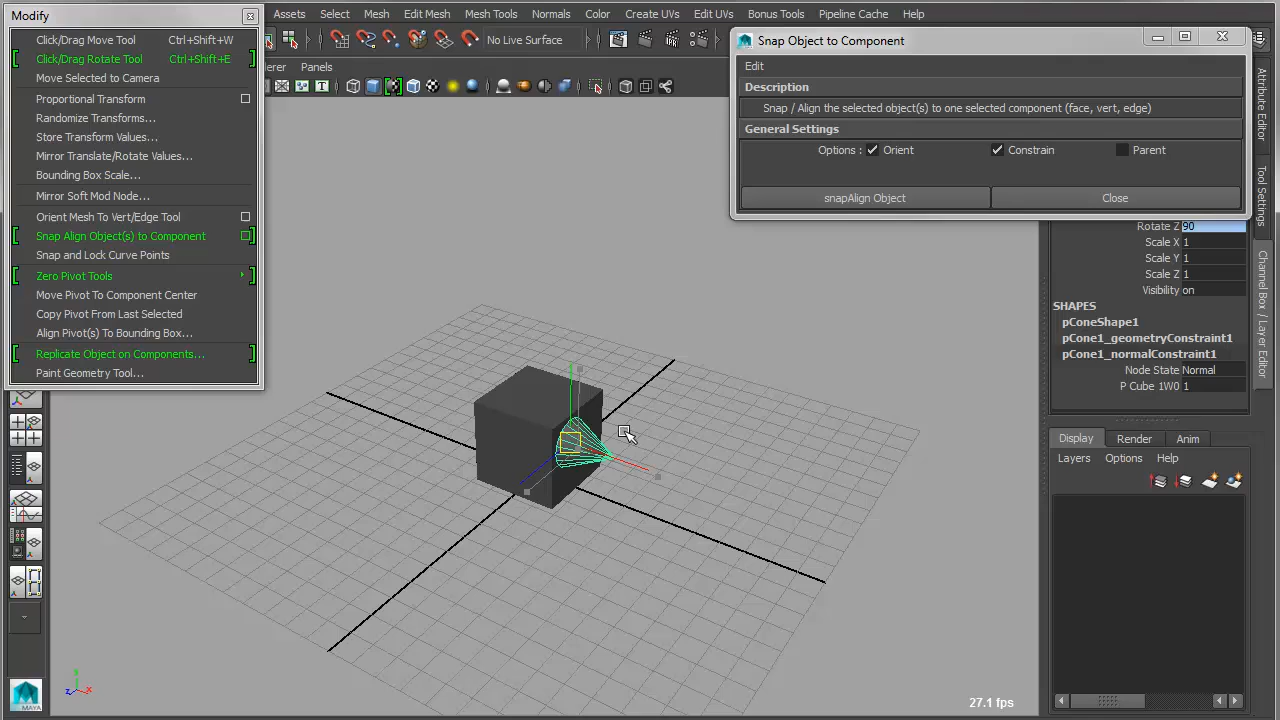 Modify
Click/Drag Move Tool Ctrl+Shift+W
Click/Drag Rotate Tool Ctrl+Shift+E
Move Selected to Camera
Proportional Transform
Randomize Transforms...
Store Transform Values...
Mirror Translate/Rotate Values...
Bounding Box Scale...
Mirror Soft Mod Node...
Orient Mesh To Vert/Edge Tool
Snap Align Object(s) to Component
Snap and Lock Curve Points
Zero Pivot Tools
Move Pivot To Component Center
Copy Pivot From Last Selected
Align Pivot(s) To Bounding Box...
Replicate Object on Components...
Paint Geometry Tool...
Assets Select Mesh Edit Mesh Mesh Tools Normals Color Create UVs Edit UVs Bonus Tools Pipeline Cache Help
No Live Surface
derer Panels
Snap Object to Component
Edit
Description
Snap / Align the selected object(s) to one selected component (face, vert, edge)
General Settings
Options : Orient Constrain Parent
snapAlign Object Close
Rotate Z 90
Scale X 1
Scale Y 1
Scale Z 1
Visibility on
SHAPES
pConeShape1
pCone1_geometryConstraint1
pCone1_normalConstraint1
Node State Normal
P Cube 1W0 1
Display Render Anim
Layers Options Help
Attribute Editor
Tool Settings
Channel Box / Layer Editor
27.1 fps
y
z x
MAYA